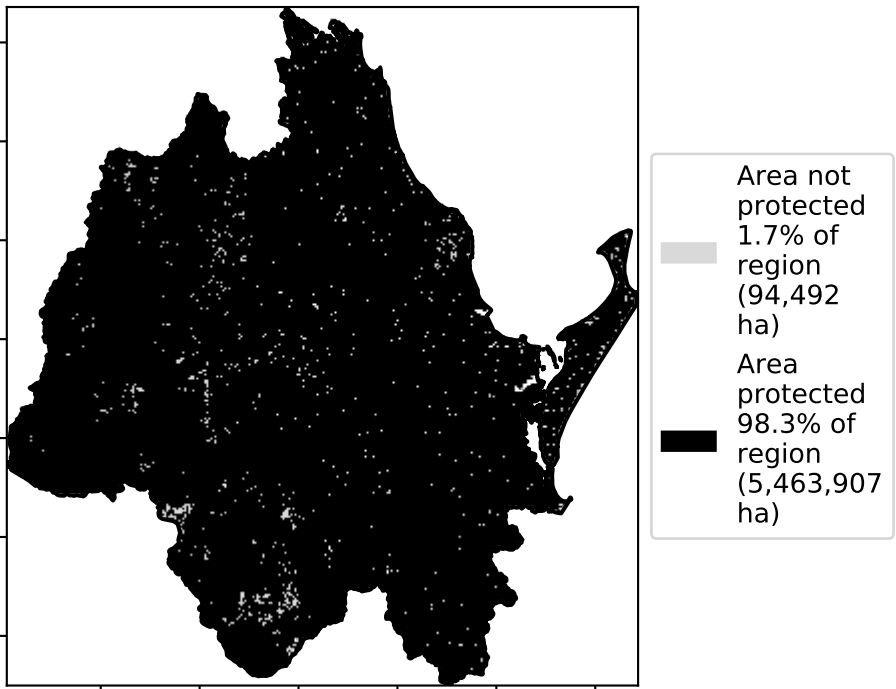 Area not
protected
1.7% of
region
(94,492
ha)
Area
protected
98.3% of
region
(5,463,907
ha)